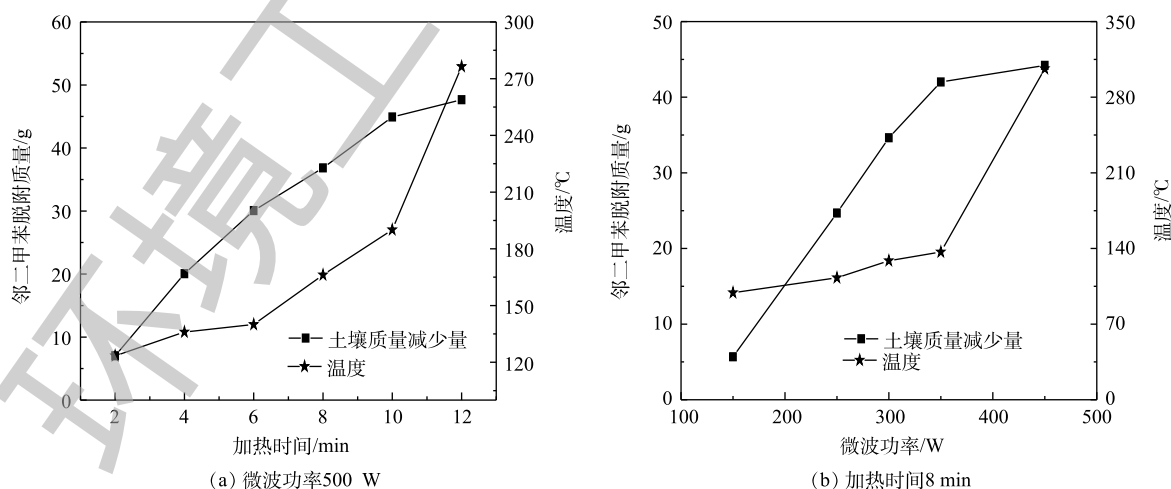 60
50
40
30
20
10
0
邻二甲苯脱附质量/g
300
270
240
210
180
150
120
温度/℃
土壤质量减少量
温度
2 4 6 8 10 12
加热时间/min
(a) 微波功率500 W
50
40
30
20
10
0
邻二甲苯脱附质量/g
350
280
210
140
70
0
温度/℃
土壤质量减少量
温度
100 200 300 400 500
微波功率/W
(b) 加热时间8 min
环境工